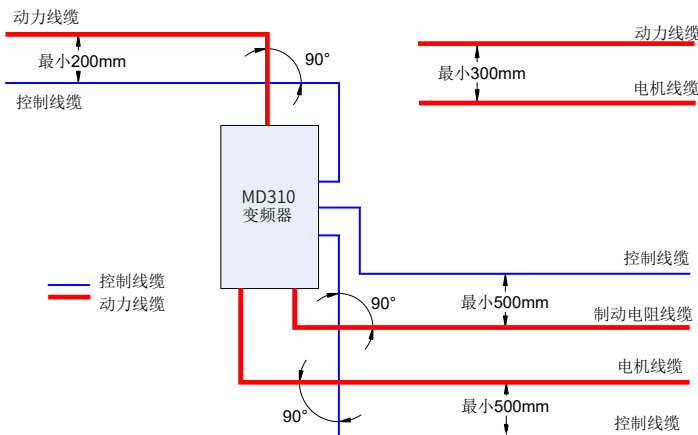 动力线缆
最小200mm
90°
控制线缆
动力线缆
最小300mm
电机线缆
MD310
变频器
控制线缆
动力线缆
控制线缆
最小500mm
90°
制动电阻线缆
电机线缆
90°
最小500mm
控制线缆